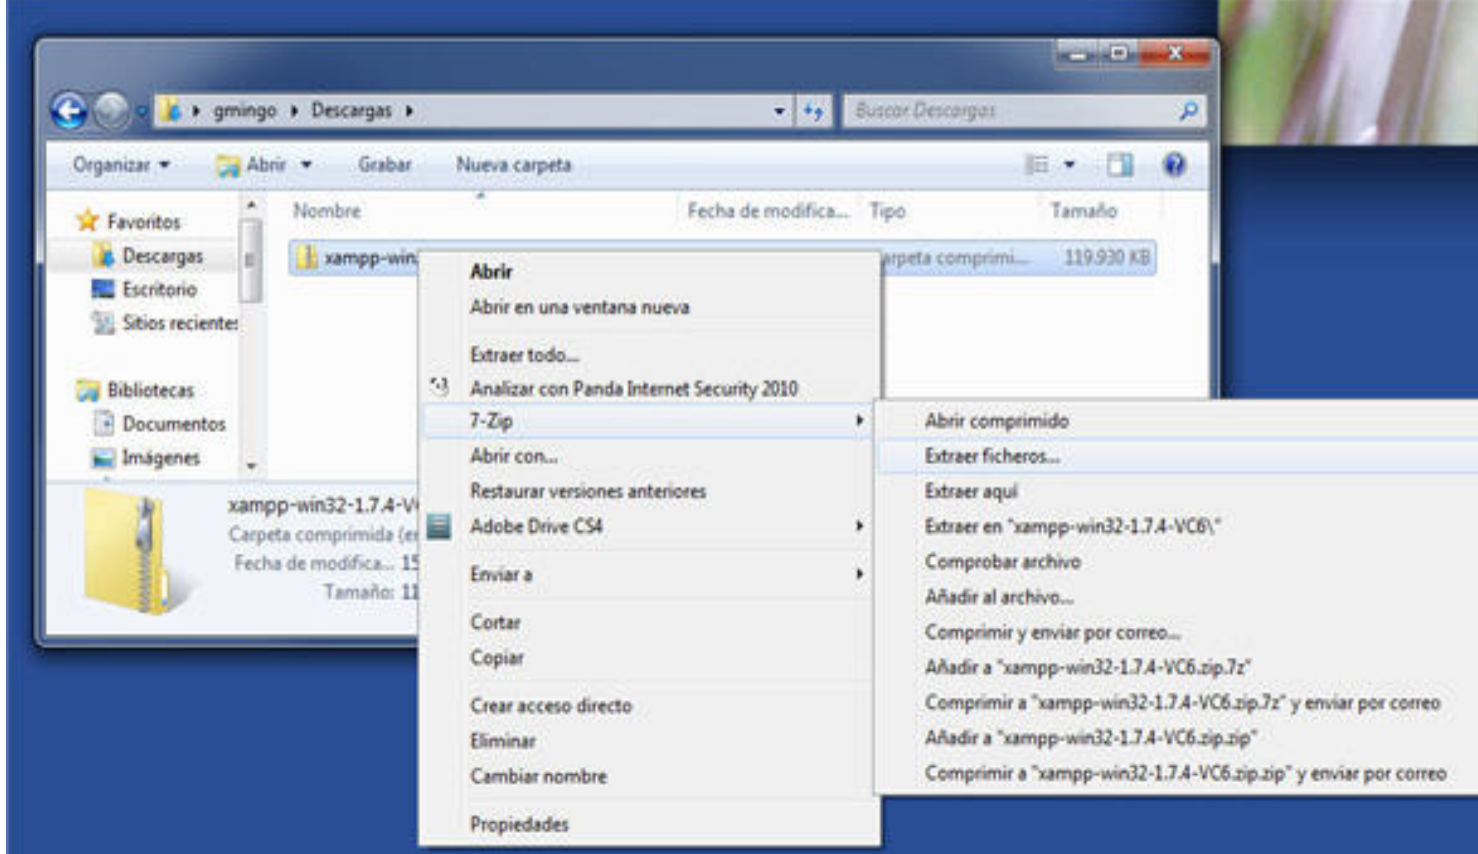 gmingo Descargas
Buscar Descargas
Organizar Abrir Grabar Nueva carpeta
Favoritos
Descargas
Escritorio
Sitios recientes
Bibliotecas
Documentos
Imágenes
Nombre Fecha de modifica... Tipo Tamaño
xampp-win 119.930 KB
comprimi...
xampp-win32-1.7.4-V
Carpeta comprimida (e
Fecha de modifica... 15
Tamaño: 11
Abrir
Abrir en una ventana nueva
Extraer todo...
Analizar con Panda Internet Security 2010
7-Zip
Abrir con...
Restaurar versiones anteriores
Adobe Drive CS4
Enviar a
Cortar
Copiar
Crear acceso directo
Eliminar
Cambiar nombre
Propiedades
Abrir comprimido
Extraer ficheros...
Extraer aquí
Extraer en "xampp-win32-1.7.4-VC6\"
Comprobar archivo
Añadir al archivo...
Comprimir y enviar por correo...
Añadir a "xampp-win32-1.7.4-VC6.zip.7z"
Comprimir a "xampp-win32-1.7.4-VC6.zip.7z" y enviar por correo
Añadir a "xampp-win32-1.7.4-VC6.zip.zip"
Comprimir a "xampp-win32-1.7.4-VC6.zip.zip" y enviar por correo